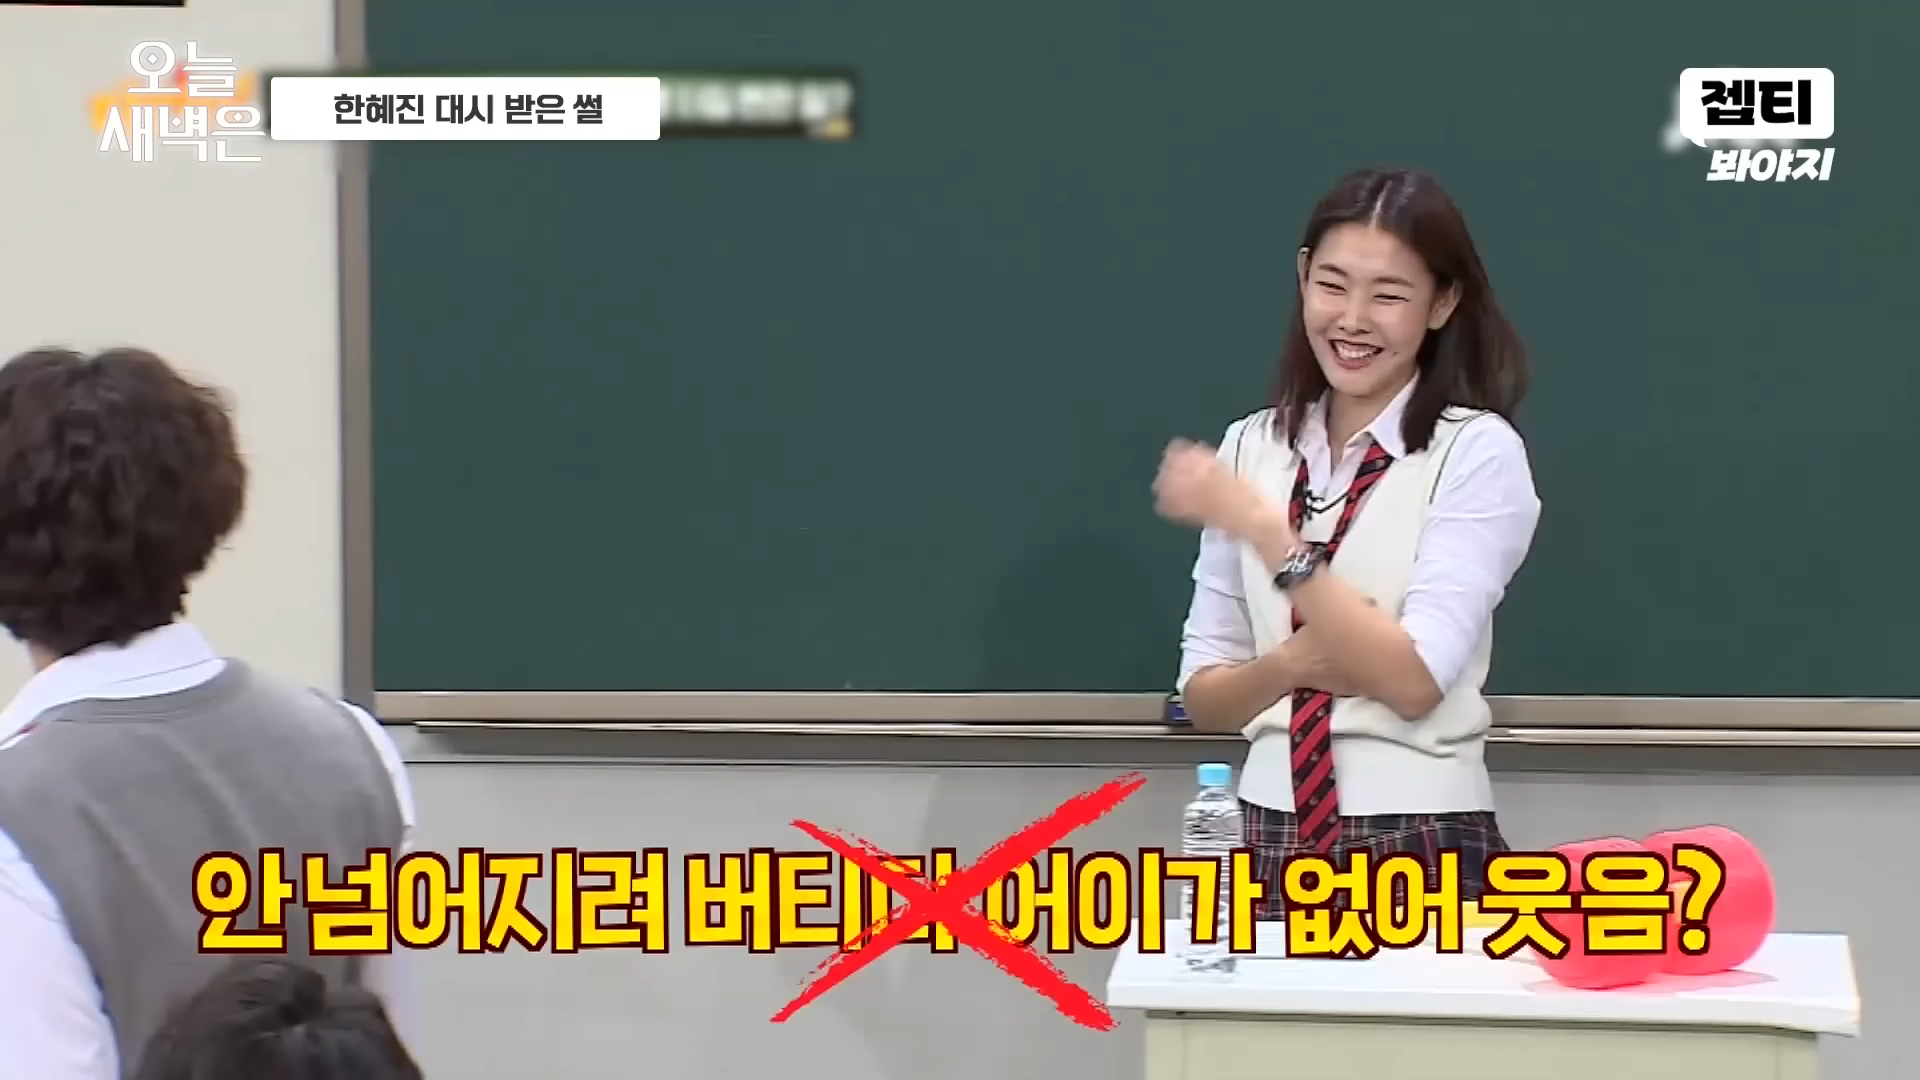 오늘
새벽은
한혜진 대시 받은 썰
젭티
봐야지
안 넘어지려 버티다 어이가 없어 웃음?